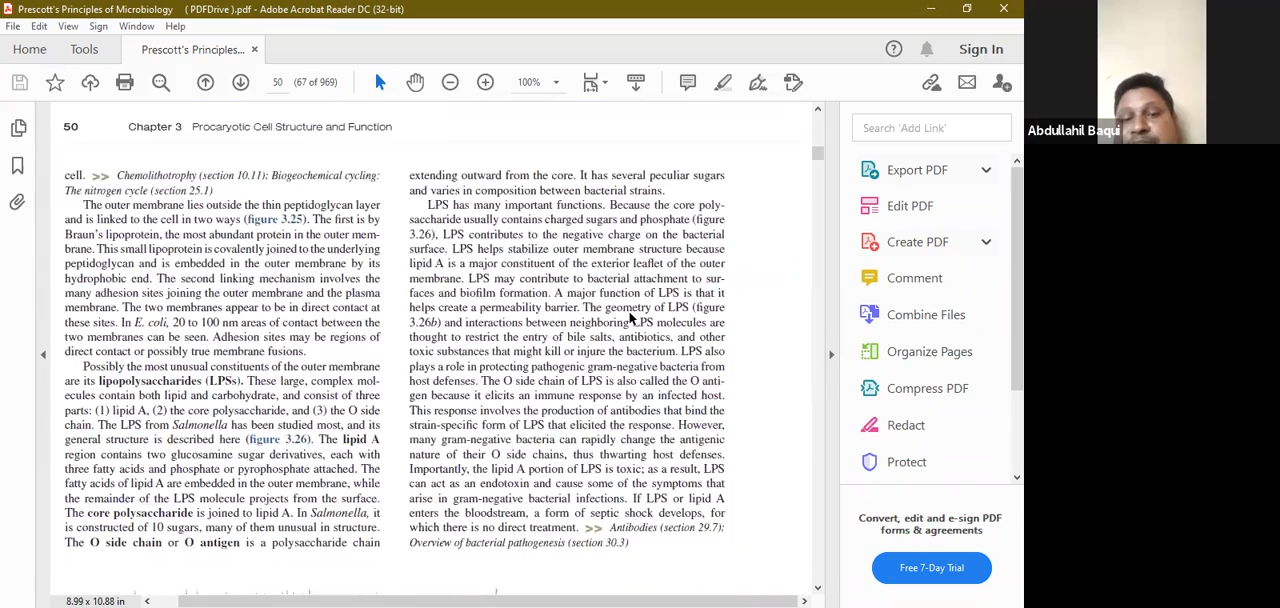 Prescott's Principles of Microbiology ( PDFDrive ).pdf - Adobe Acrobat Reader DC (32-bit)
File Edit View Sign Window Help
Home Tools Prescott's Principles... × Sign In
50 (67 of 969) 100%
50 Chapter 3 Procaryotic Cell Structure and Function
cell. >> Chemolithotrophy (section 10.11); Biogeochemical cycling:
The nitrogen cycle (section 25.1)
The outer membrane lies outside the thin peptidoglycan layer
and is linked to the cell in two ways (figure 3.25). The first is by
Braun's lipoprotein, the most abundant protein in the outer mem-
brane. This small lipoprotein is covalently joined to the underlying
peptidoglycan and is embedded in the outer membrane by its
hydrophobic end. The second linking mechanism involves the
many adhesion sites joining the outer membrane and the plasma
membrane. The two membranes appear to be in direct contact at
these sites. In E. coli, 20 to 100 nm areas of contact between the
two membranes can be seen. Adhesion sites may be regions of
direct contact or possibly true membrane fusions.
Possibly the most unusual constituents of the outer membrane
are its lipopolysaccharides (LPSs). These large, complex mol-
ecules contain both lipid and carbohydrate, and consist of three
parts: (1) lipid A, (2) the core polysaccharide, and (3) the O side
chain. The LPS from Salmonella has been studied most, and its
general structure is described here (figure 3.26). The lipid A
region contains two glucosamine sugar derivatives, each with
three fatty acids and phosphate or pyrophosphate attached. The
fatty acids of lipid A are embedded in the outer membrane, while
the remainder of the LPS molecule projects from the surface.
The core polysaccharide is joined to lipid A. In Salmonella, it
is constructed of 10 sugars, many of them unusual in structure.
The O side chain or O antigen is a polysaccharide chain
extending outward from the core. It has several peculiar sugars
and varies in composition between bacterial strains.
LPS has many important functions. Because the core poly-
saccharide usually contains charged sugars and phosphate (figure
3.26), LPS contributes to the negative charge on the bacterial
surface. LPS helps stabilize outer membrane structure because
lipid A is a major constituent of the exterior leaflet of the outer
membrane. LPS may contribute to bacterial attachment to sur-
faces and biofilm formation. A major function of LPS is that it
helps create a permeability barrier. The geometry of LPS (figure
3.26b) and interactions between neighboring LPS molecules are
thought to restrict the entry of bile salts, antibiotics, and other
toxic substances that might kill or injure the bacterium. LPS also
plays a role in protecting pathogenic gram-negative bacteria from
host defenses. The O side chain of LPS is also called the O anti-
gen because it elicits an immune response by an infected host.
This response involves the production of antibodies that bind the
strain-specific form of LPS that elicited the response. However,
many gram-negative bacteria can rapidly change the antigenic
nature of their O side chains, thus thwarting host defenses.
Importantly, the lipid A portion of LPS is toxic; as a result, LPS
can act as an endotoxin and cause some of the symptoms that
arise in gram-negative bacterial infections. If LPS or lipid A
enters the bloodstream, a form of septic shock develops, for
which there is no direct treatment. >> Antibodies (section 29.7);
Overview of bacterial pathogenesis (section 30.3)
8.99 x 10.88 in
Search 'Add Link'
Export PDF
Edit PDF
Create PDF
Comment
Combine Files
Organize Pages
Compress PDF
Redact
Protect
Convert, edit and e-sign PDF
forms & agreements
Free 7-Day Trial
Abdullahil Baqui